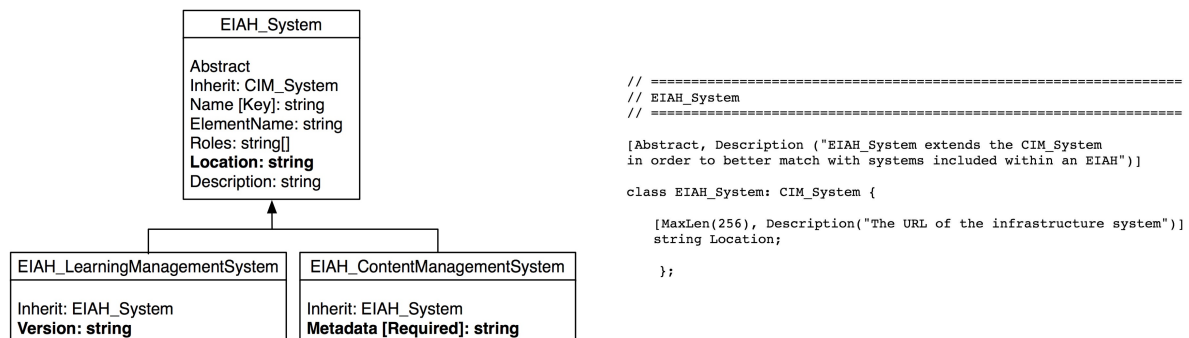 EIAH_System
Abstract
Inherit: CIM_System
Name [Key]: string
ElementName: string
Roles: string[]
Location: string
Description: string
EIAH_LearningManagementSystem
Inherit: EIAH_System
Version: string
EIAH_ContentManagementSystem
Inherit: EIAH_System
Metadata [Required]: string
// ==================================================================
// EIAH_System
// ==================================================================
[Abstract, Description ("EIAH_System extends the CIM_System
in order to better match with systems included within an EIAH")]
class EIAH_System: CIM_System {
[MaxLen(256), Description("The URL of the infrastructure system")]
string Location;
};